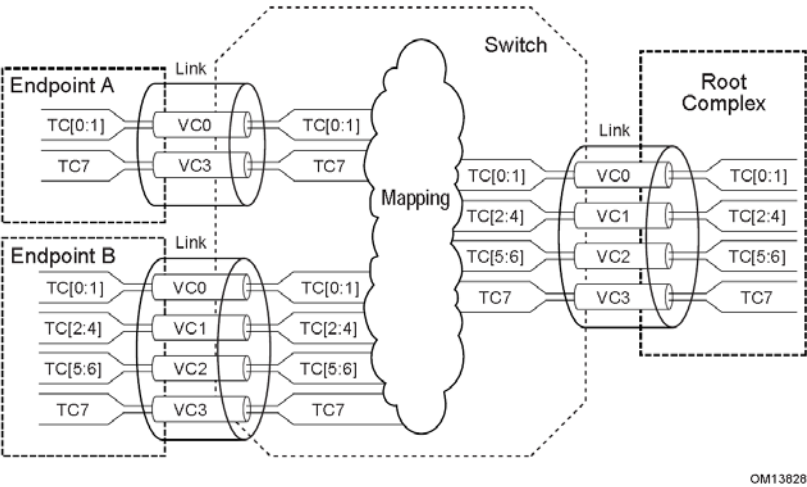 Switch
Endpoint A
Link
TC[0:1]
VC0
TC[0:1]
TC7
VC3
TC7
Endpoint B
Link
TC[0:1]
VC0
TC[0:1]
TC[2:4]
VC1
TC[2:4]
TC[5:6]
VC2
TC[5:6]
TC7
VC3
TC7
Mapping
Root
Complex
Link
TC[0:1]
VC0
TC[0:1]
TC[2:4]
VC1
TC[2:4]
TC[5:6]
VC2
TC[5:6]
TC7
VC3
TC7
OM13828